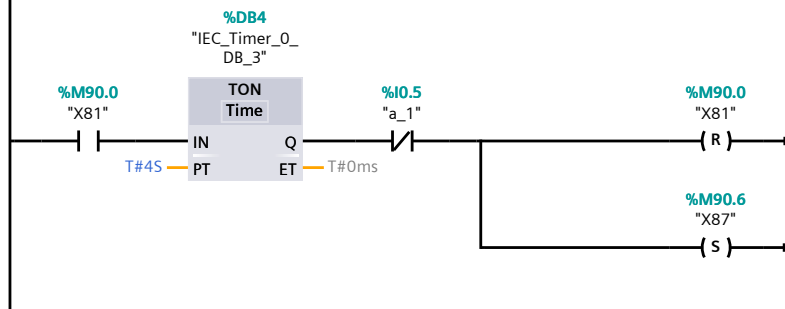 %DB4
"IEC_Timer_0_
DB_3"
%M90.0
"X81"
TON
Time
%I0.5
"a_1"
%M90.0
"X81"
IN
Q
R
T#4S
PT
ET
T#0ms
%M90.6
"X87"
S